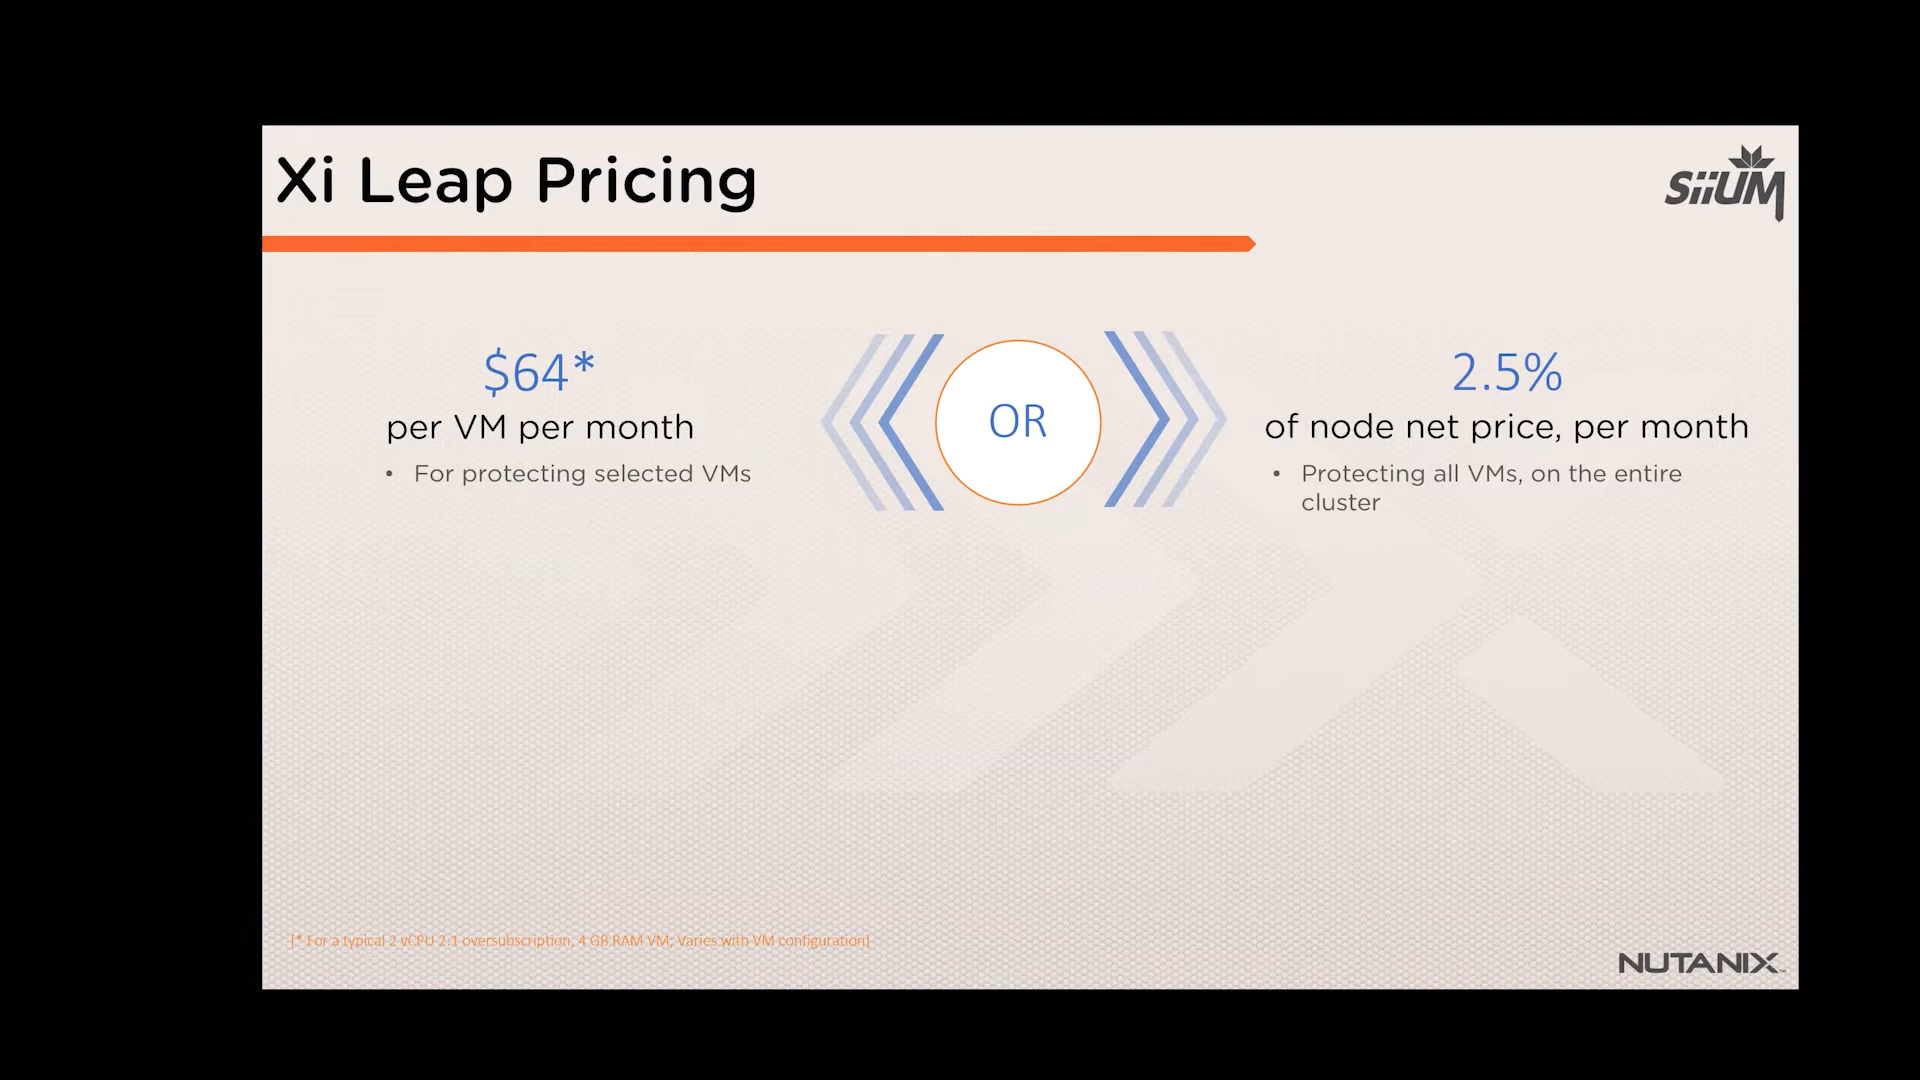 Xi Leap Pricing
SiiUM
$64*
per VM per month
• For protecting selected VMs
OR
2.5%
of node net price, per month
• Protecting all VMs, on the entire
cluster
[* For a typical 2 vCPU 2:1 oversubscription, 4 GB RAM VM; Varies with VM configuration]
NUTANIX™